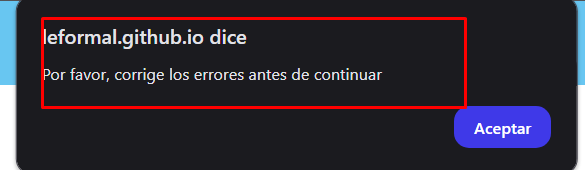 leformal.github.io dice
Por favor, corrige los errores antes de continuar
Aceptar